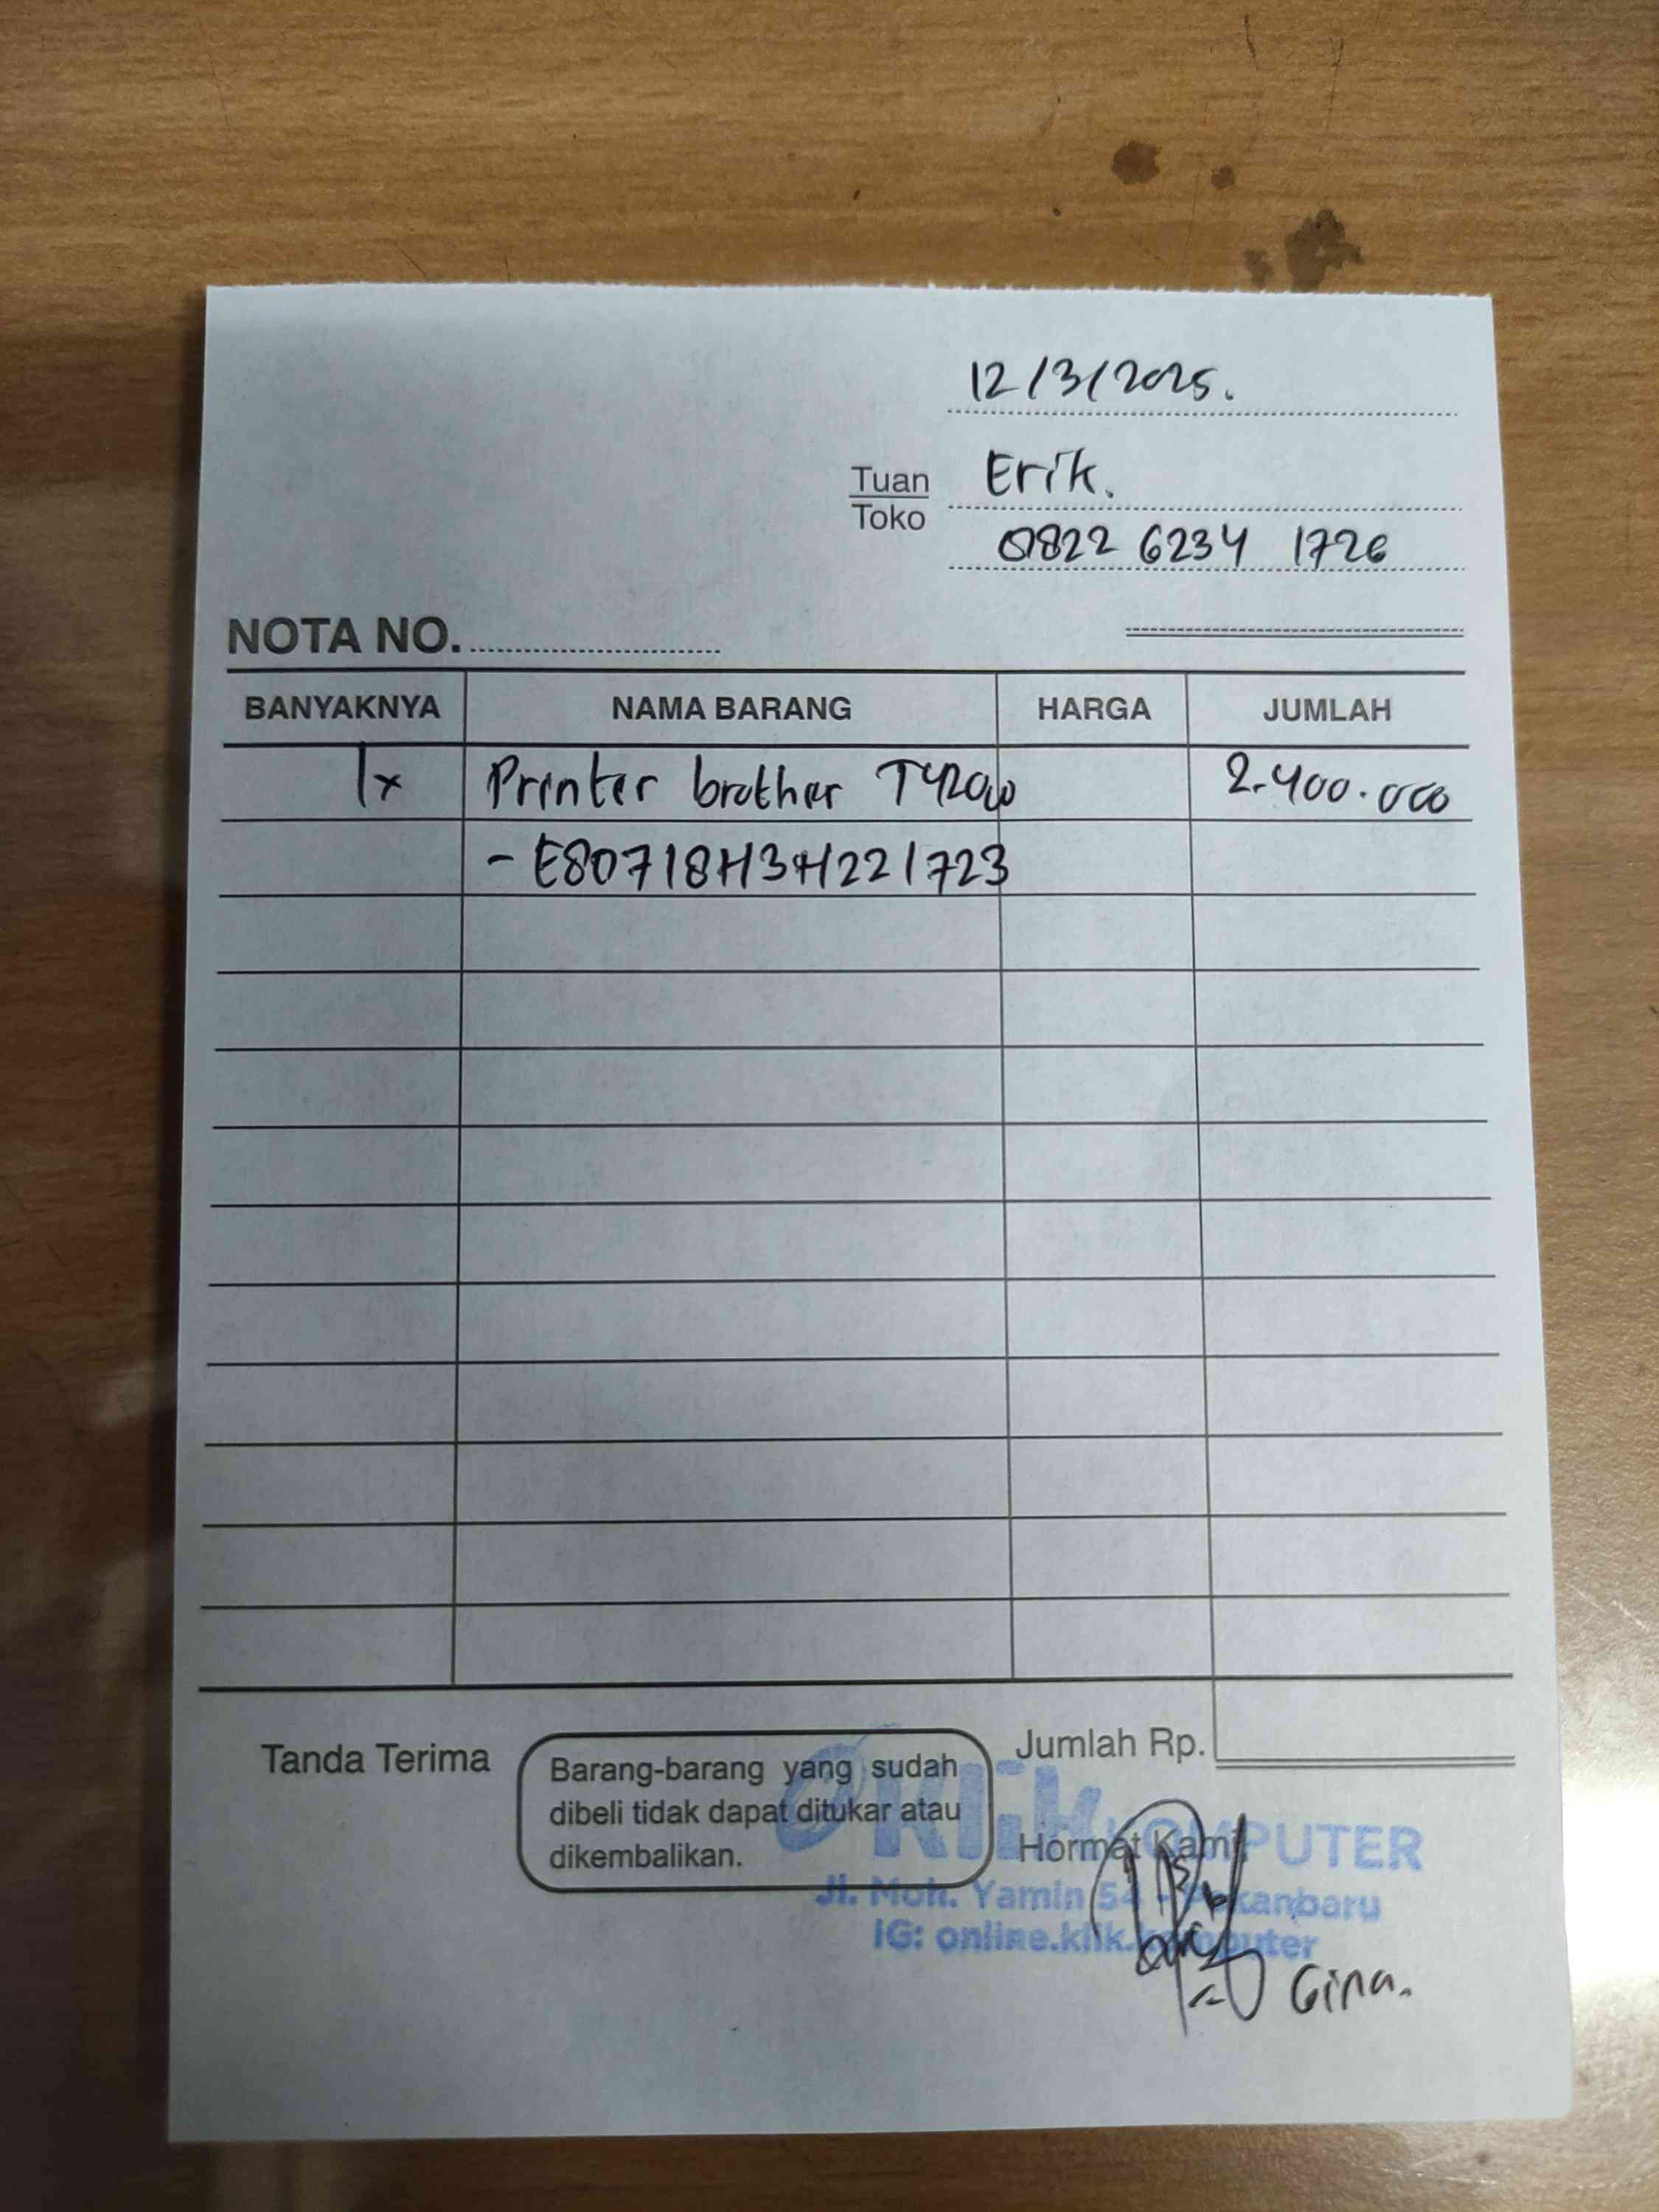 12/3/2025.
Tuan Erik.
Toko
0822 6234 1726
NOTA NO.
BANYAKNYA NAMA BARANG HARGA JUMLAH
1x Printer brother T420w 2.400.000
- E80718H3H221723
Tanda Terima
Barang-barang yang sudah
dibeli tidak dapat ditukar atau
dikembalikan.
Jumlah Rp.
Hormat Kami
Klik KOMPUTER
Jl. Moh. Yamin 54 - Pekanbaru
IG: online.klik.komputer
Gina.